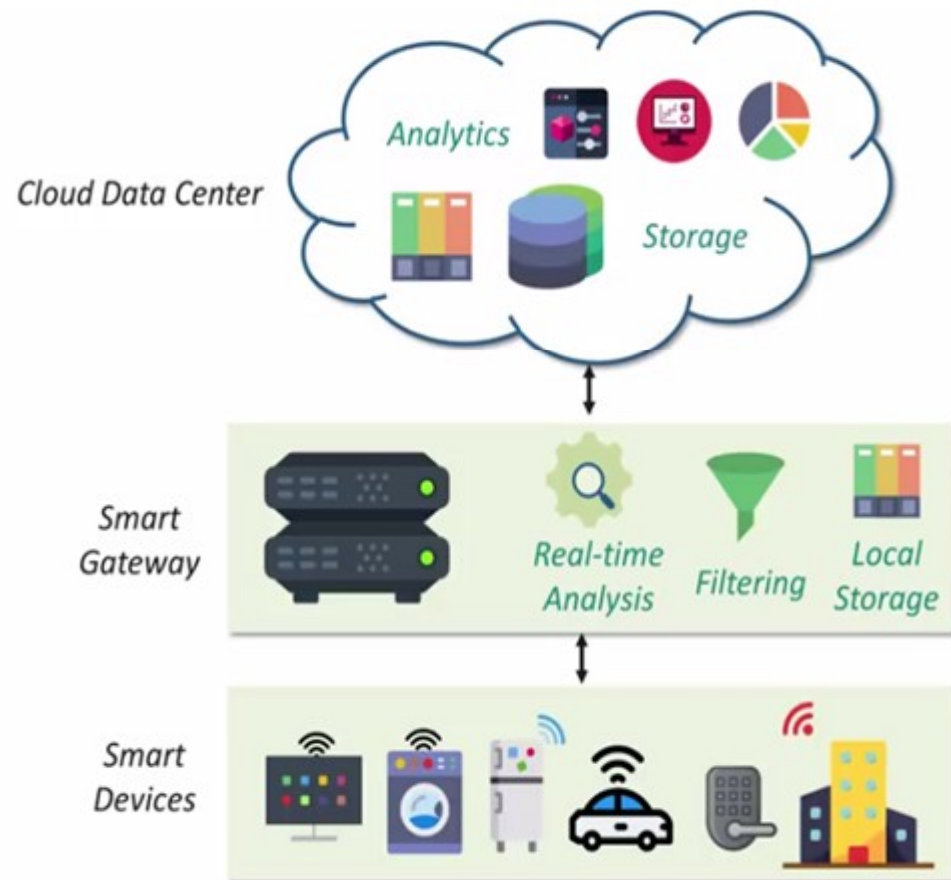 Analytics
Cloud Data Center
Storage
Smart
Gateway
Real-time
Analysis
Filtering
Local
Storage
Smart
Devices